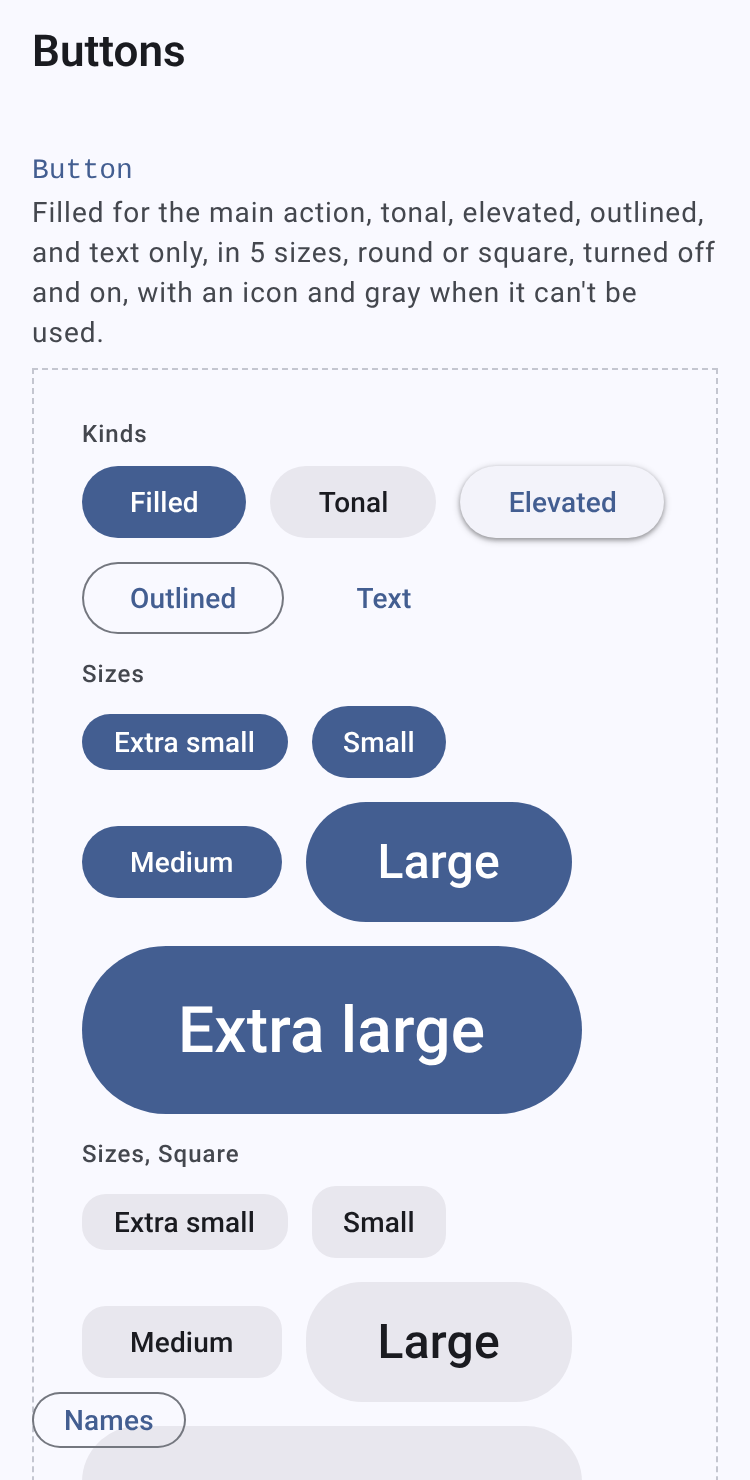 Buttons
Button
Filled for the main action, tonal, elevated, outlined,
and text only, in 5 sizes, round or square, turned off
and on, with an icon and gray when it can't be
used.
Kinds
Filled Tonal Elevated
Outlined Text
Sizes
Extra small Small
Medium Large
Extra large
Sizes, Square
Extra small Small
Medium Large
Names